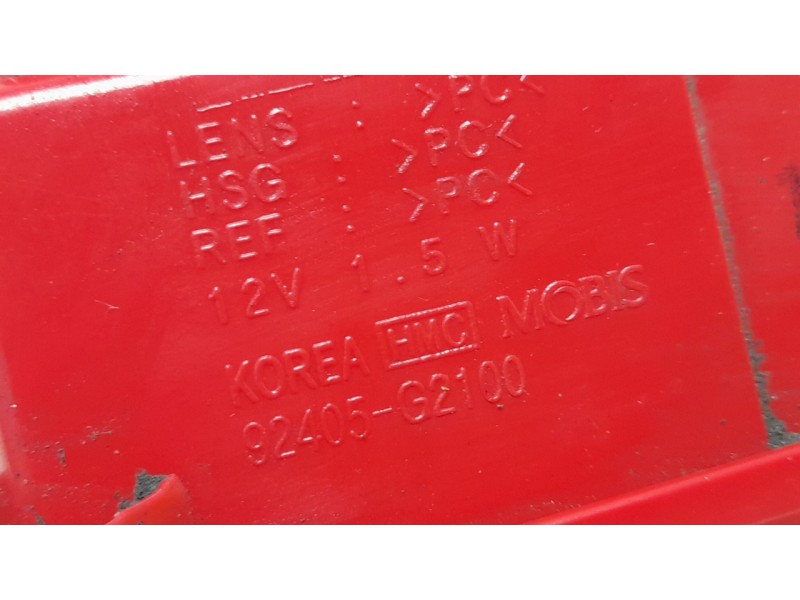 LENS : >PC<
HSG : >PC<
REF : >PC<
12V 1.5 W
KOREA HMC MOBIS
92405-G2100